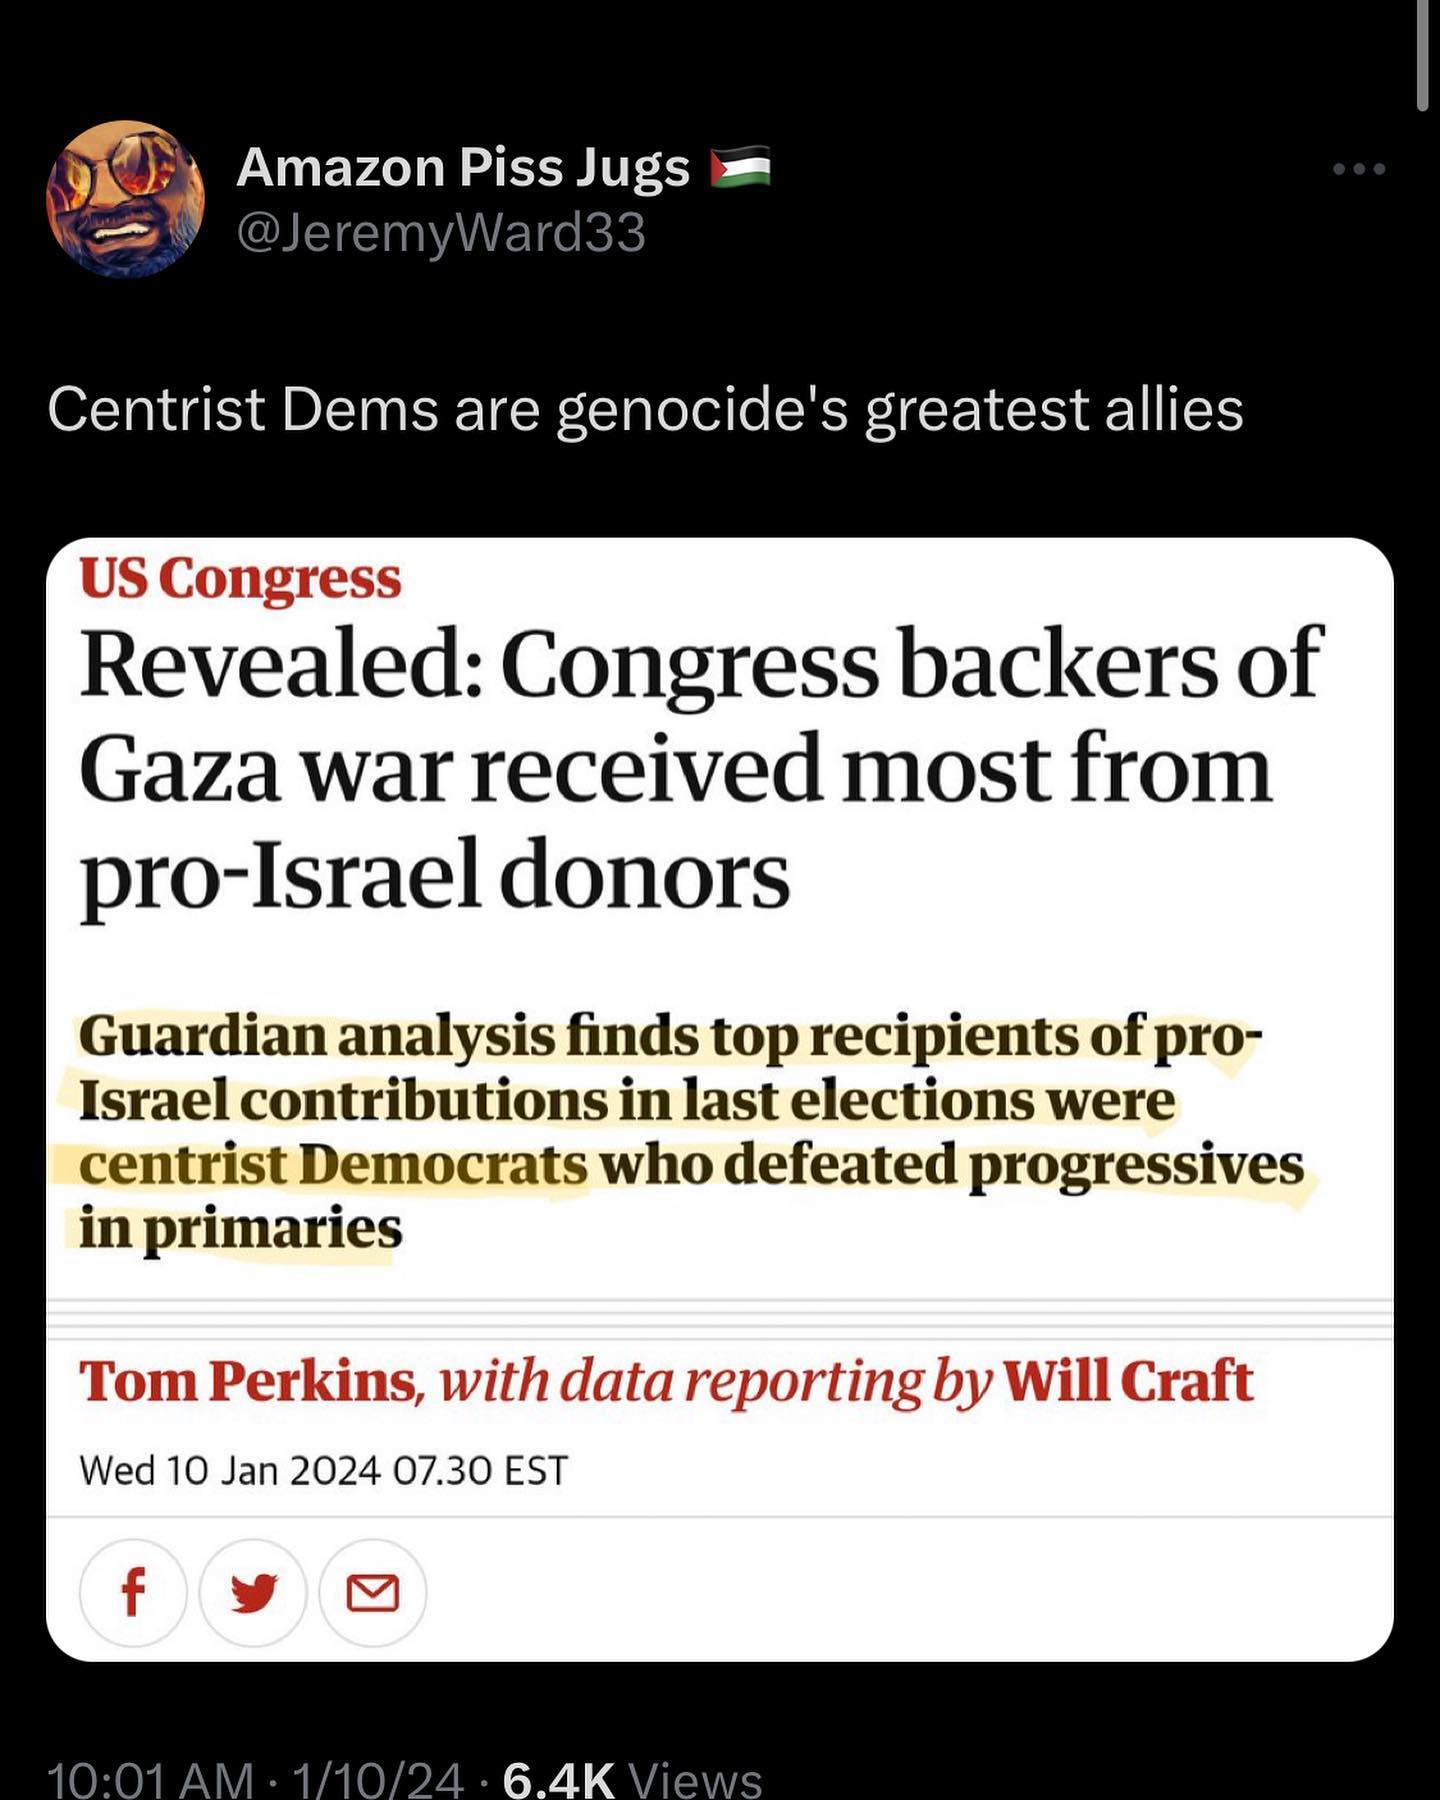 Amazon Piss Jugs 🇵🇸
@JeremyWard33
Centrist Dems are genocide's greatest allies
US Congress
Revealed: Congress backers of
Gaza war received most from
pro-Israel donors
Guardian analysis finds top recipients of pro-
Israel contributions in last elections were
centrist Democrats who defeated progressives
in primaries
Tom Perkins, with data reporting by Will Craft
Wed 10 Jan 2024 07.30 EST
10:01 AM · 1/10/24 · 6.4K Views